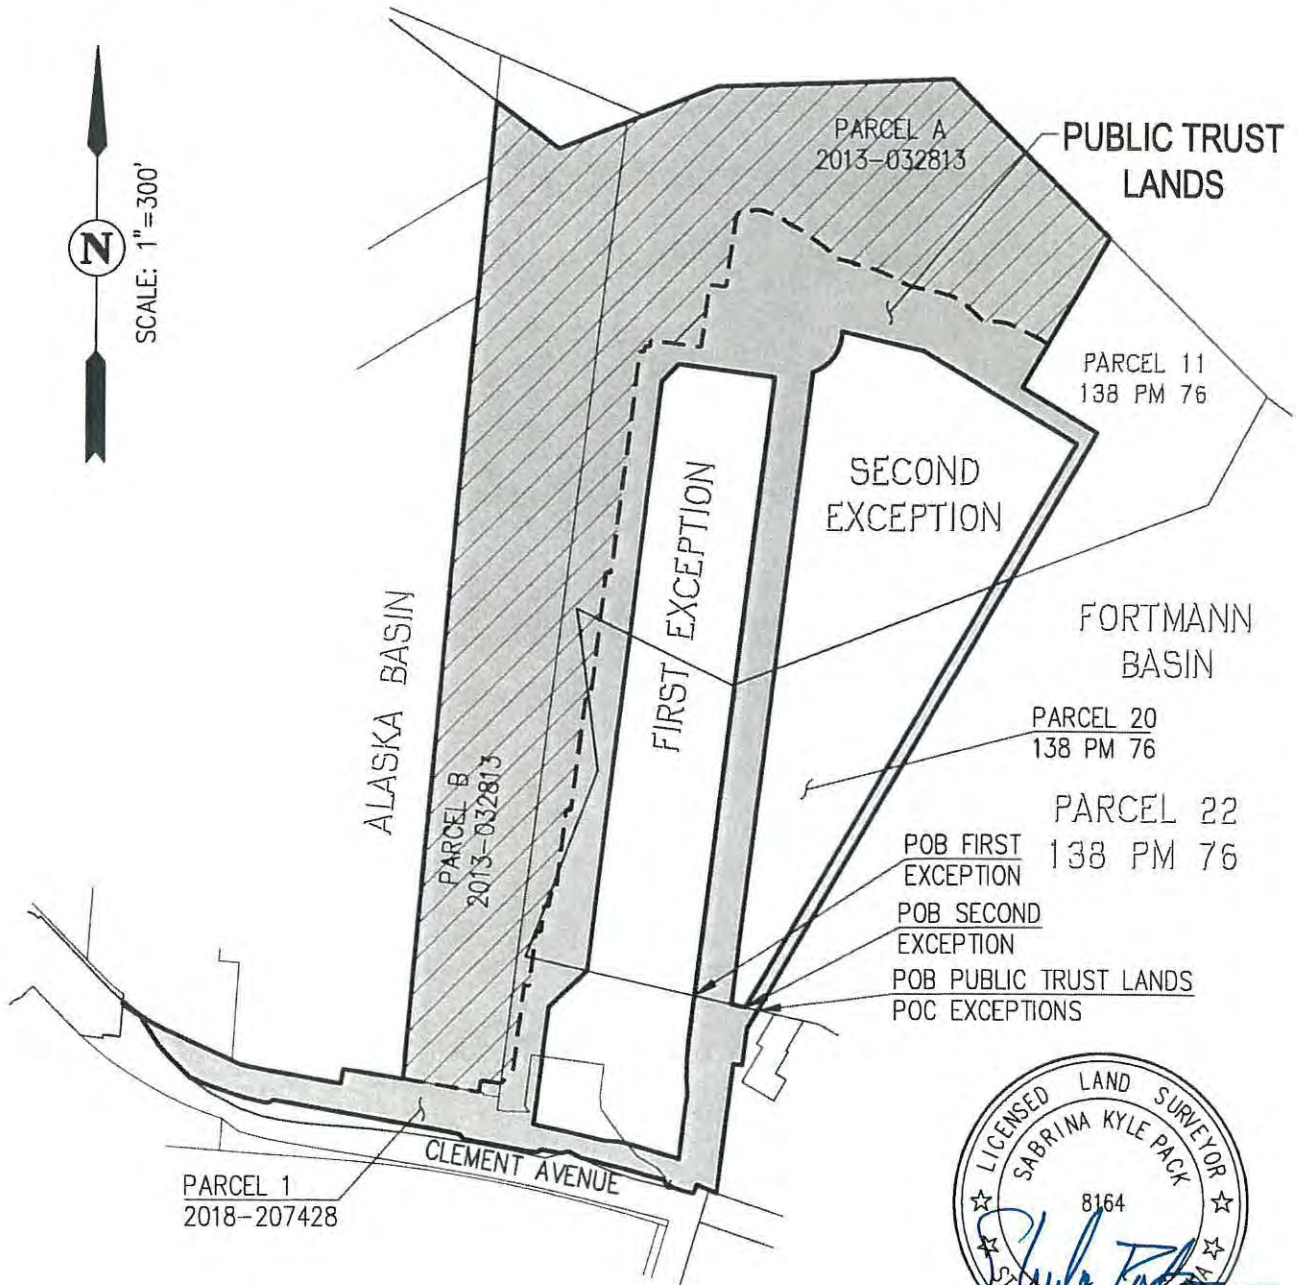 N
SCALE: 1"=300'
PARCEL A
2013-032813
PUBLIC TRUST
LANDS
PARCEL 11
138 PM 76
SECOND
EXCEPTION
FIRST EXCEPTION
ALASKA BASIN
FORTMANN
BASIN
PARCEL 20
138 PM 76
PARCEL B
2013-032813
PARCEL 22
138 PM 76
POB FIRST
EXCEPTION
POB SECOND
EXCEPTION
POB PUBLIC TRUST LANDS
POC EXCEPTIONS
CLEMENT AVENUE
PARCEL 1
2018-207428
LICENSED LAND SURVEYOR
SABRINA KYLE PACK
8164